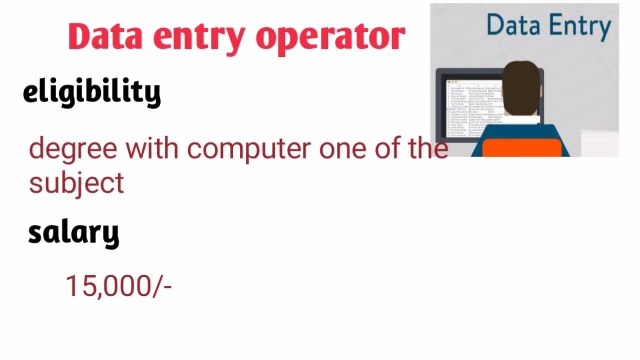 Data entry operator
Data Entry
eligibility
degree with computer one of the
subject
salary
15,000/-